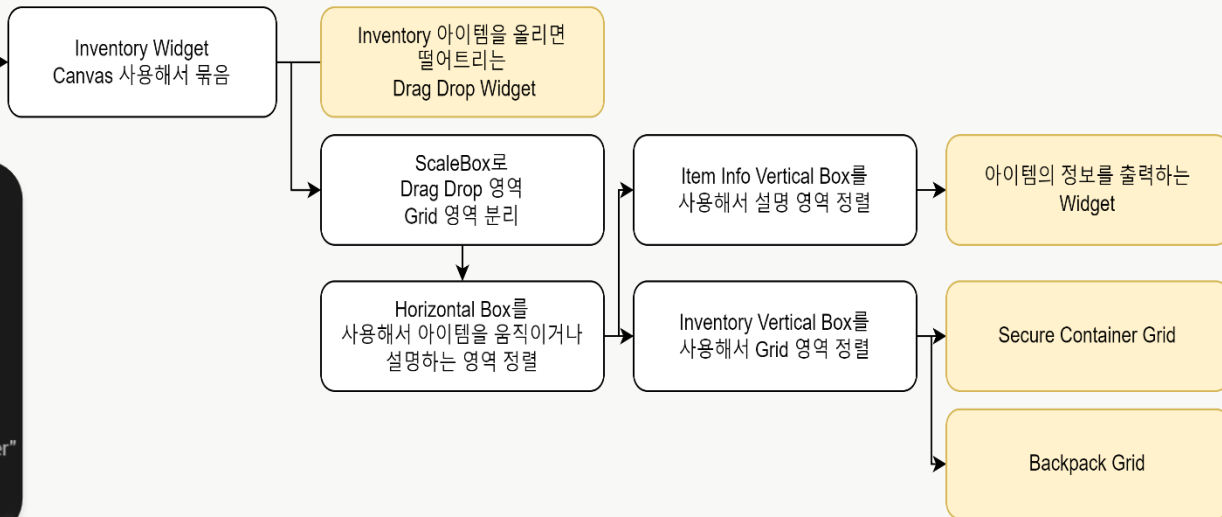 Inventory Widget
Canvas 사용해서 묶음
Inventory 아이템을 올리면
떨어트리는
Drag Drop Widget
ScaleBox로
Drag Drop 영역
Grid 영역 분리
Item Info Vertical Box를
사용해서 설명 영역 정렬
아이템의 정보를 출력하는
Widget
Horizontal Box를
사용해서 아이템을 움직이거나
설명하는 영역 정렬
Inventory Vertical Box를
사용해서 Grid 영역 정렬
Secure Container Grid
Backpack Grid